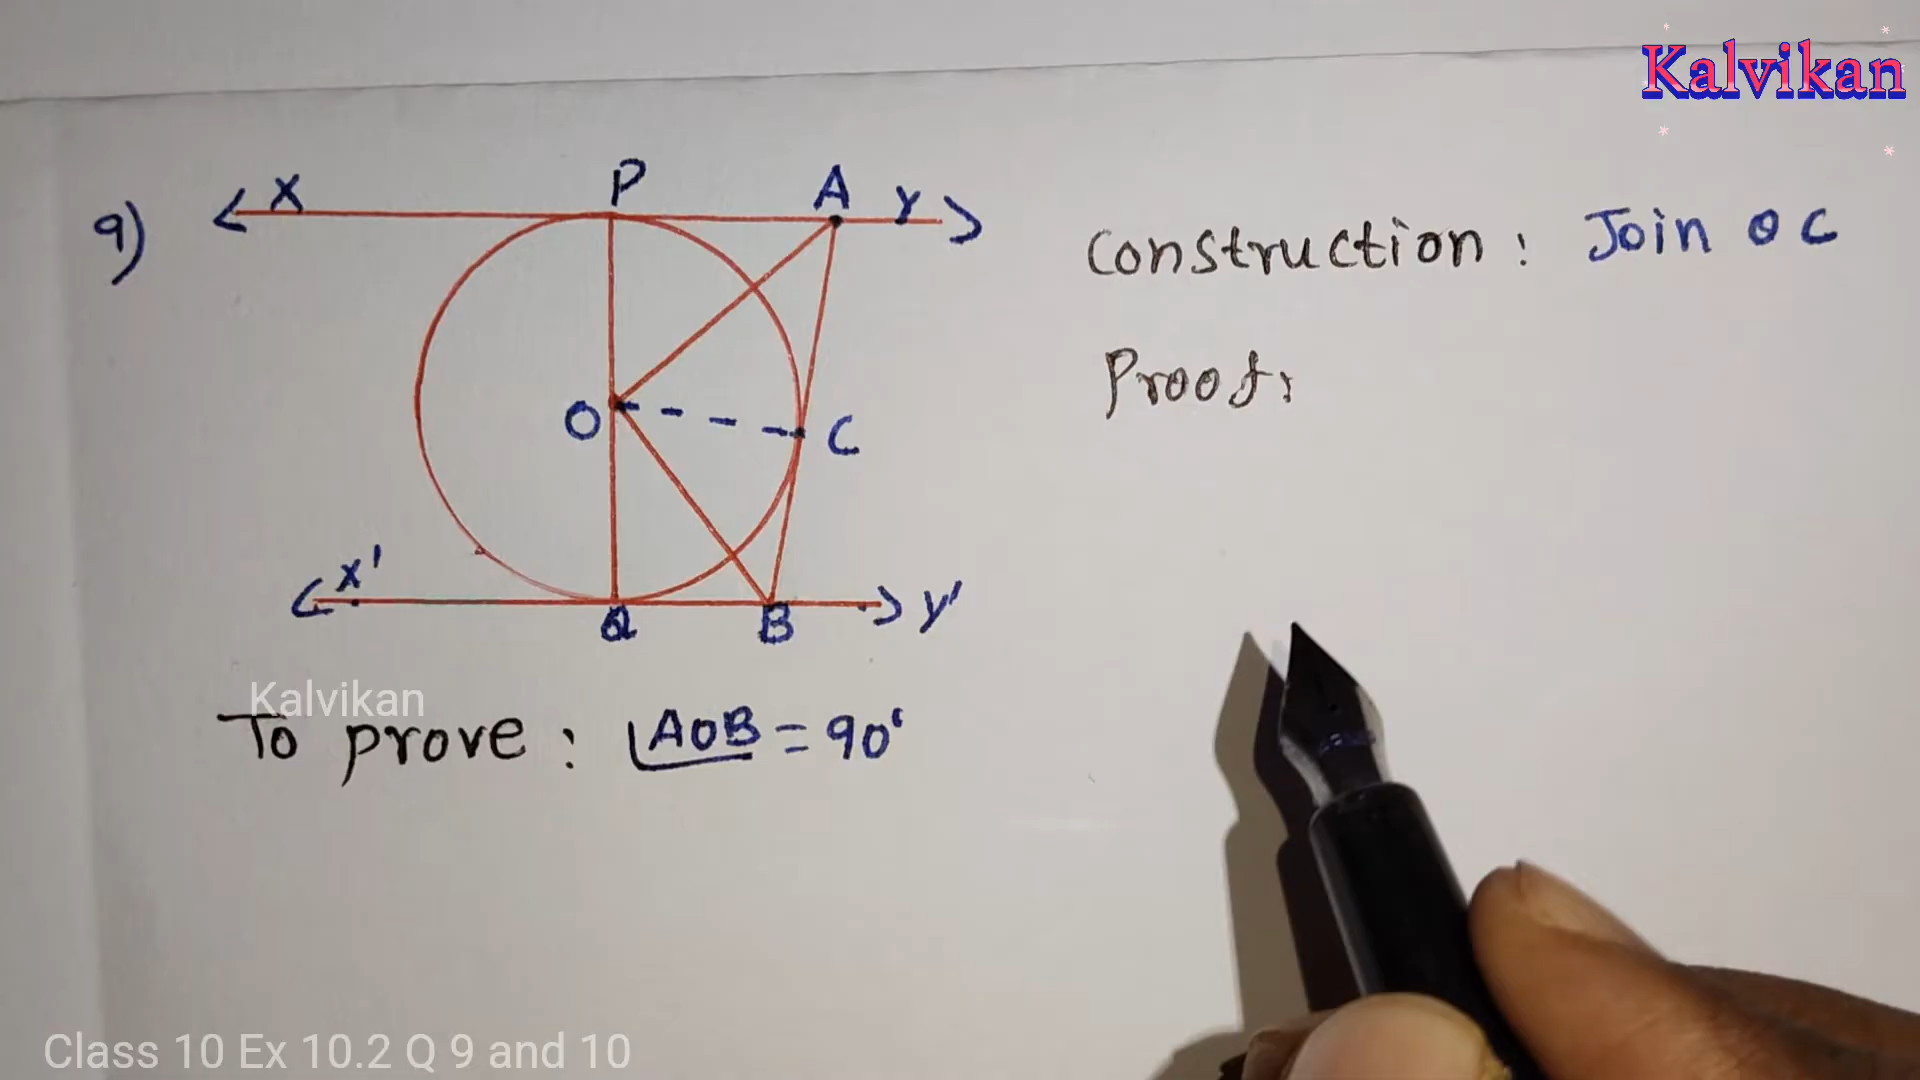 Kalvikan
9)
X P A Y
Construction: Join OC
Proof:
O C
X' Q B Y'
Kalvikan
To prove: ∠AOB = 90°
Class 10 Ex 10.2 Q 9 and 10